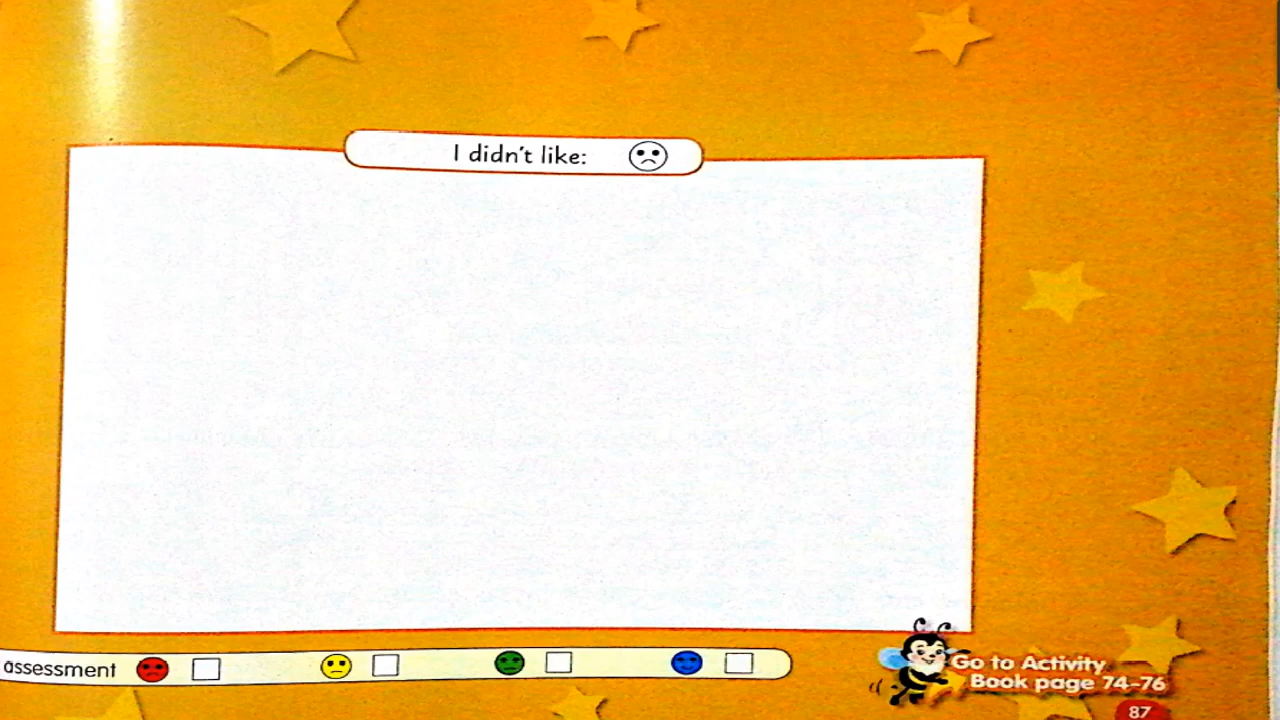 I didn't like:
assessment
Go to Activity
Book page 74-76
87